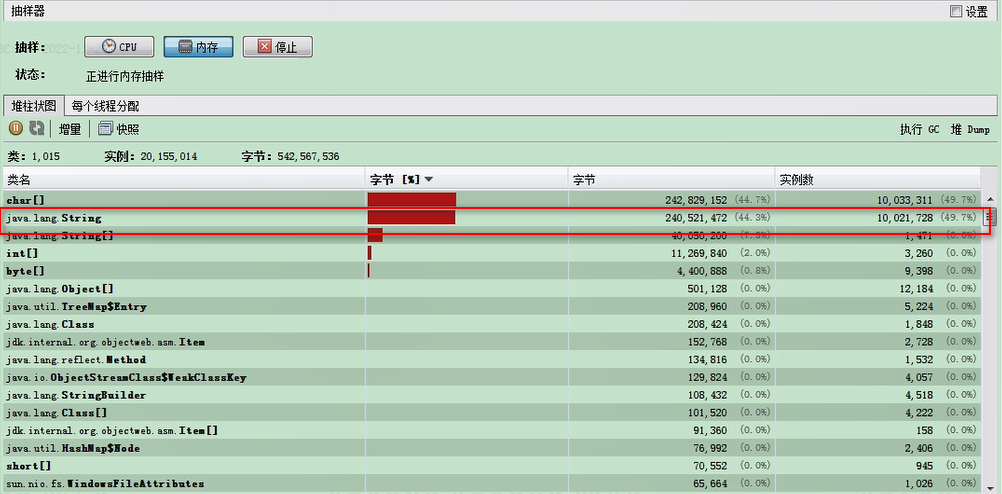 抽样器 设置
抽样： CPU 内存 停止
状态： 正进行内存抽样
堆柱状图 每个线程分配
增量 快照 执行 GC 堆 Dump
类：1,015 实例：20,155,014 字节：542,567,536
类名 字节 [%] 字节 实例数
char[] 242,829,152 (44.7%) 10,033,311 (49.7%)
java.lang.String 240,521,472 (44.3%) 10,021,728 (49.7%)
java.lang.String[] 40,050,200 (7.3%) 1,471 (0.0%)
int[] 11,269,840 (2.0%) 3,260 (0.0%)
byte[] 4,400,888 (0.8%) 9,398 (0.0%)
java.lang.Object[] 501,128 (0.0%) 12,184 (0.0%)
java.util.TreeMap$Entry 208,960 (0.0%) 5,224 (0.0%)
java.lang.Class 208,424 (0.0%) 1,848 (0.0%)
jdk.internal.org.objectweb.asm.Item 152,768 (0.0%) 2,728 (0.0%)
java.lang.reflect.Method 134,816 (0.0%) 1,532 (0.0%)
java.io.ObjectStreamClass$WeakClassKey 129,824 (0.0%) 4,057 (0.0%)
java.lang.StringBuilder 108,432 (0.0%) 4,518 (0.0%)
java.lang.Class[] 101,520 (0.0%) 4,222 (0.0%)
jdk.internal.org.objectweb.asm.Item[] 91,360 (0.0%) 158 (0.0%)
java.util.HashMap$Node 76,992 (0.0%) 2,406 (0.0%)
short[] 70,552 (0.0%) 945 (0.0%)
sun.nio.fs.WindowsFileAttributes 65,664 (0.0%) 1,026 (0.0%)